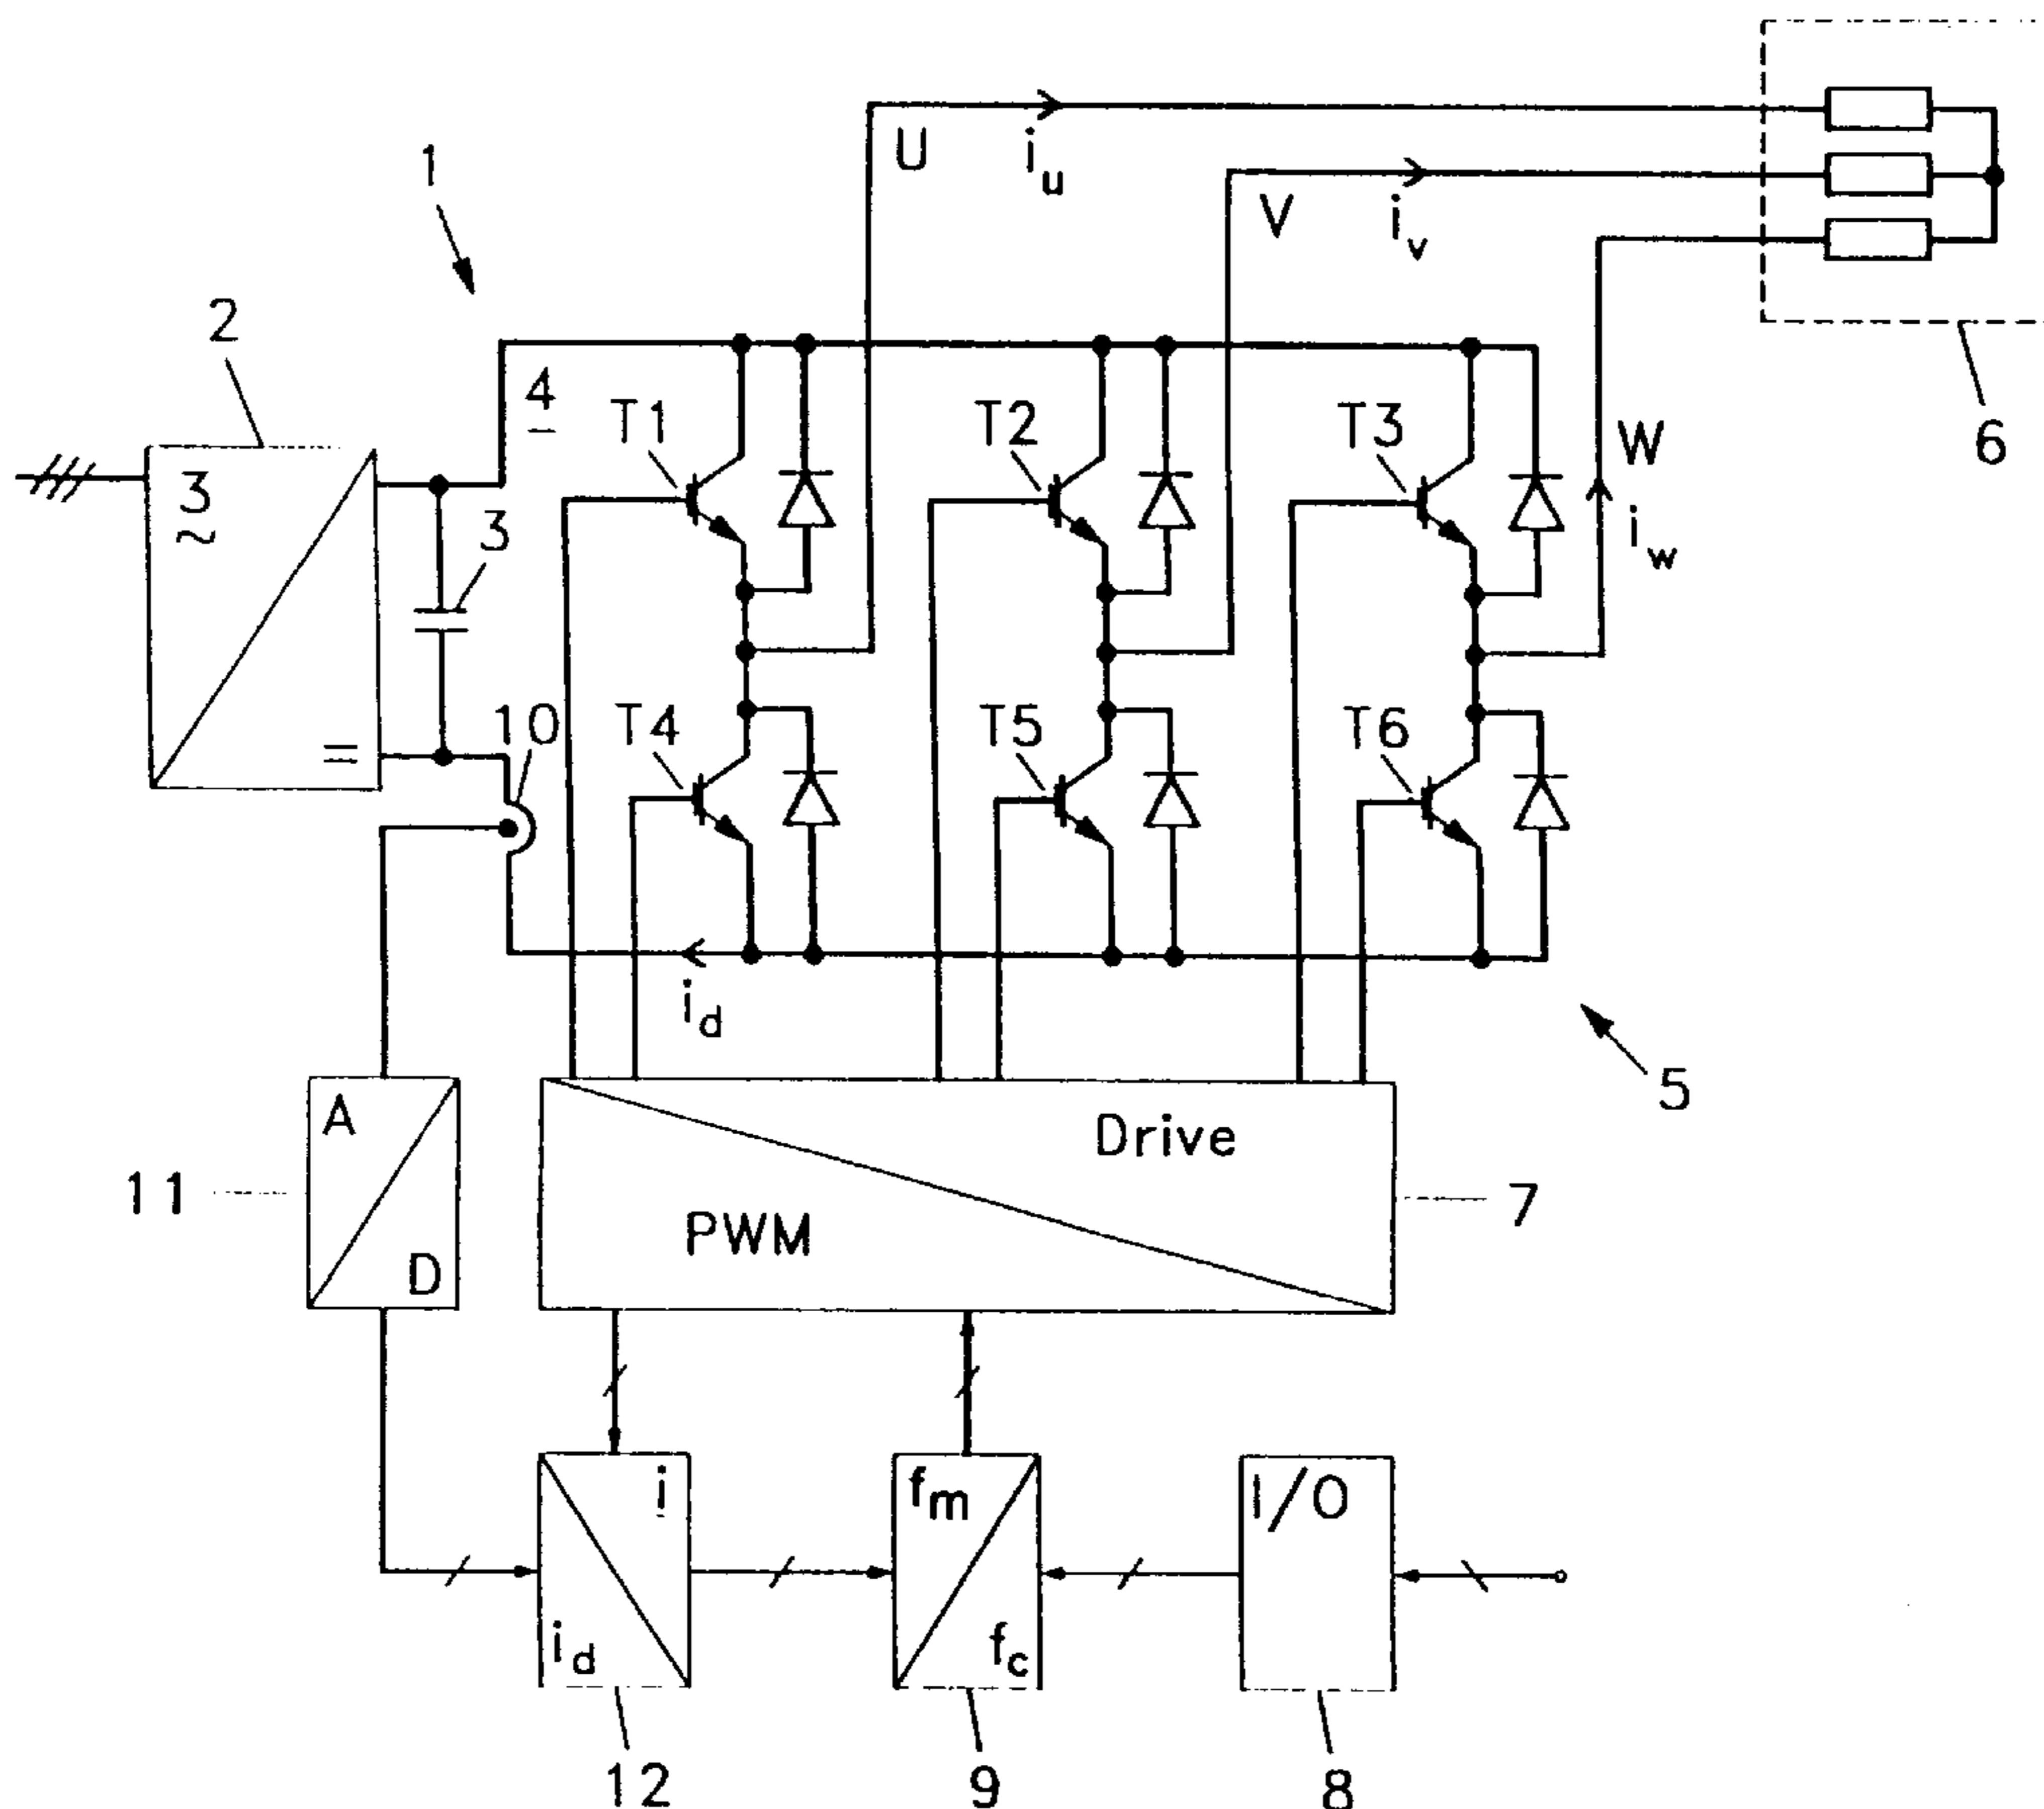 U
i_u
V
i_v
1
2
4
T1
T2
T3
W
6
3
~
3
i_w
10
T4
T5
T6
=
i_d
5
A
Drive
11
7
PWM
D
i
f_m
I/O
i_d
f_c
12
9
8